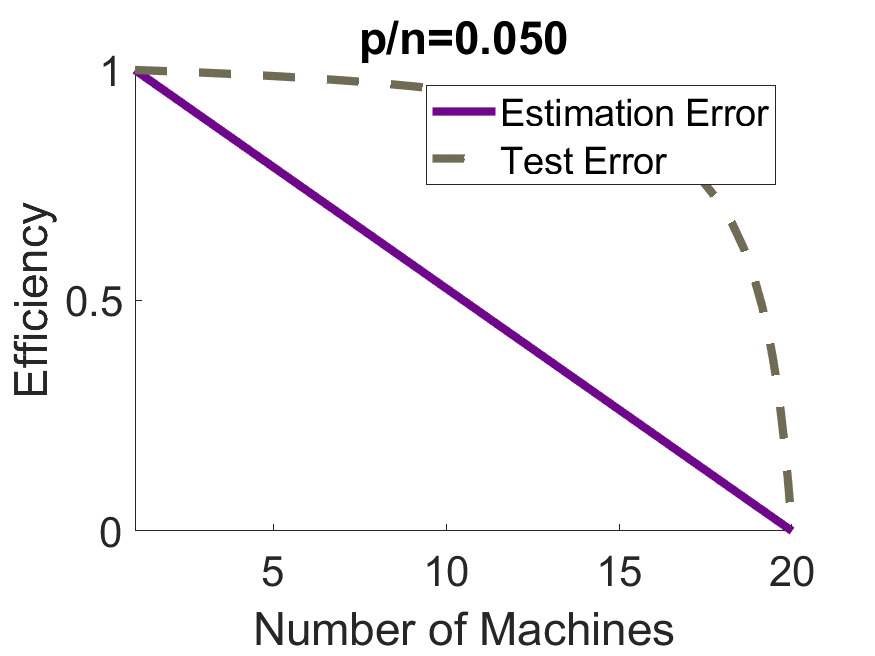 p/n=0.050
1
Estimation Error
Test Error
Efficiency
0.5
0
5 10 15 20
Number of Machines